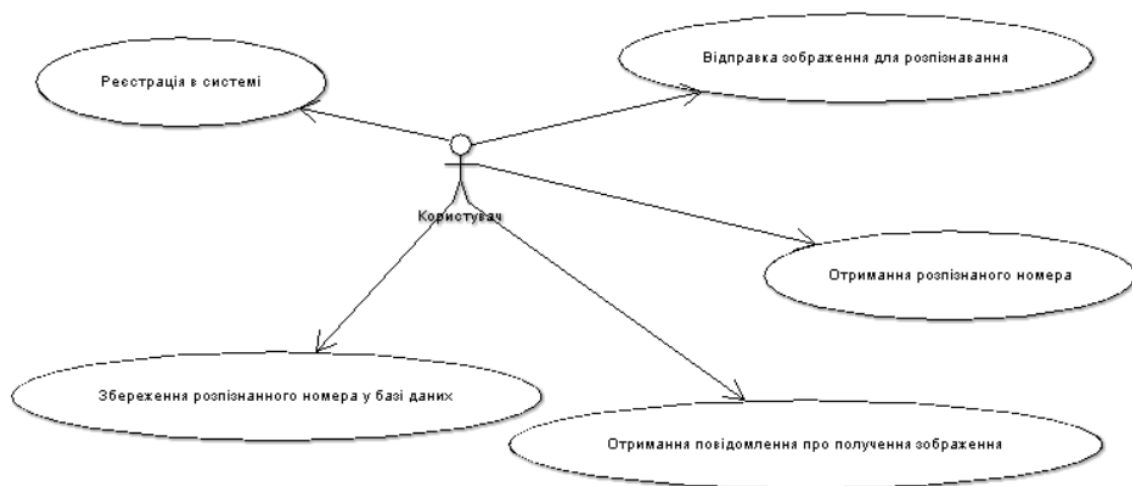 Реєстрація в системі
Відправка зображення для розпізнавання
Користувач
Отримання розпізнаного номера
Збереження розпізнанного номера у базі даних
Отримання повідомлення про получення зображення